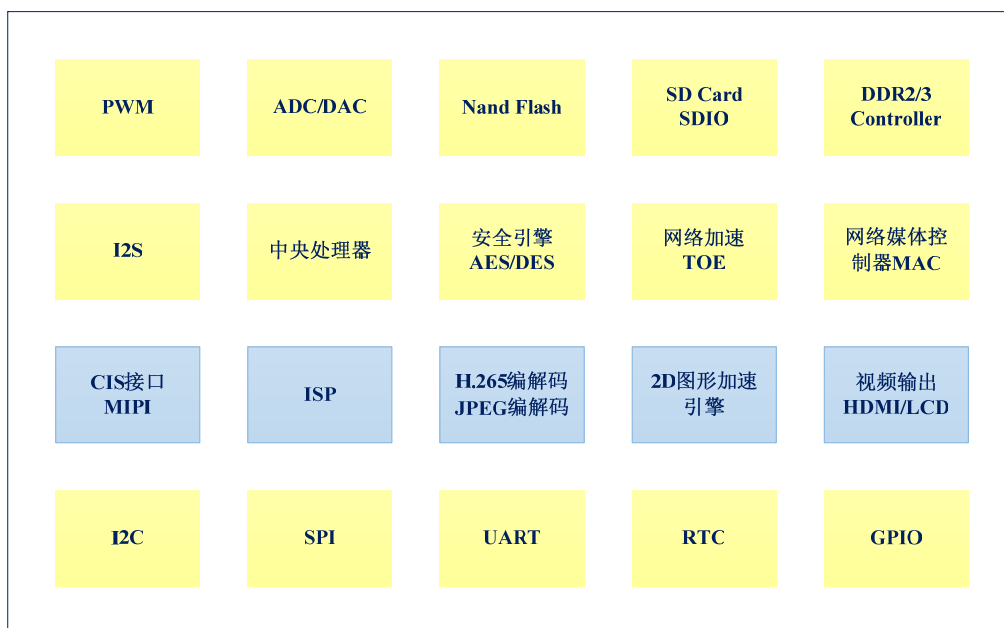 PWM
ADC/DAC
Nand Flash
SD Card
SDIO
DDR2/3
Controller
I2S
中央处理器
安全引擎
AES/DES
网络加速
TOE
网络媒体控
制器MAC
CIS接口
MIPI
ISP
H.265编解码
JPEG编解码
2D图形加速
引擎
视频输出
HDMI/LCD
I2C
SPI
UART
RTC
GPIO